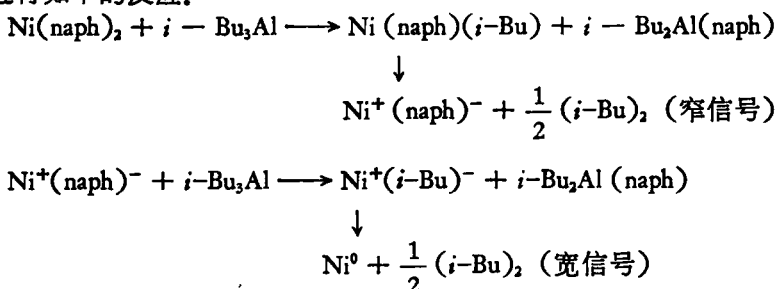 Ni(naph)₂ + i — Bu₃Al ⟶ Ni (naph)(i-Bu) + i — Bu₂Al(naph)
↓
Ni⁺ (naph)⁻ + 1/2 (i-Bu)₂ (窄信号)
Ni⁺(naph)⁻ + i-Bu₃Al ⟶ Ni⁺(i-Bu)⁻ + i-Bu₂Al (naph)
↓
Ni⁰ + 1/2 (i-Bu)₂ (宽信号)